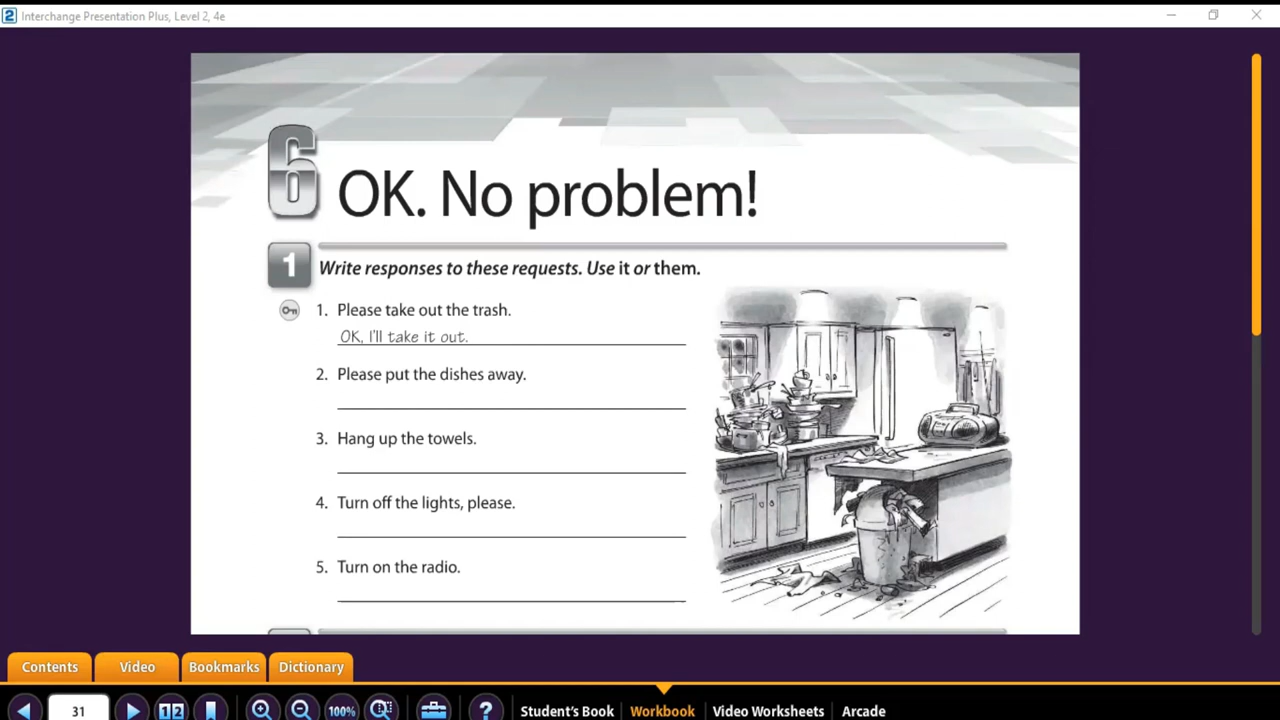 2 Interchange Presentation Plus, Level 2, 4e
6 OK. No problem!
1 Write responses to these requests. Use it or them.
1. Please take out the trash.
OK, I'll take it out.
2. Please put the dishes away.
3. Hang up the towels.
4. Turn off the lights, please.
5. Turn on the radio.
Contents Video Bookmarks Dictionary
31 1 2 100% ? Student's Book Workbook Video Worksheets Arcade